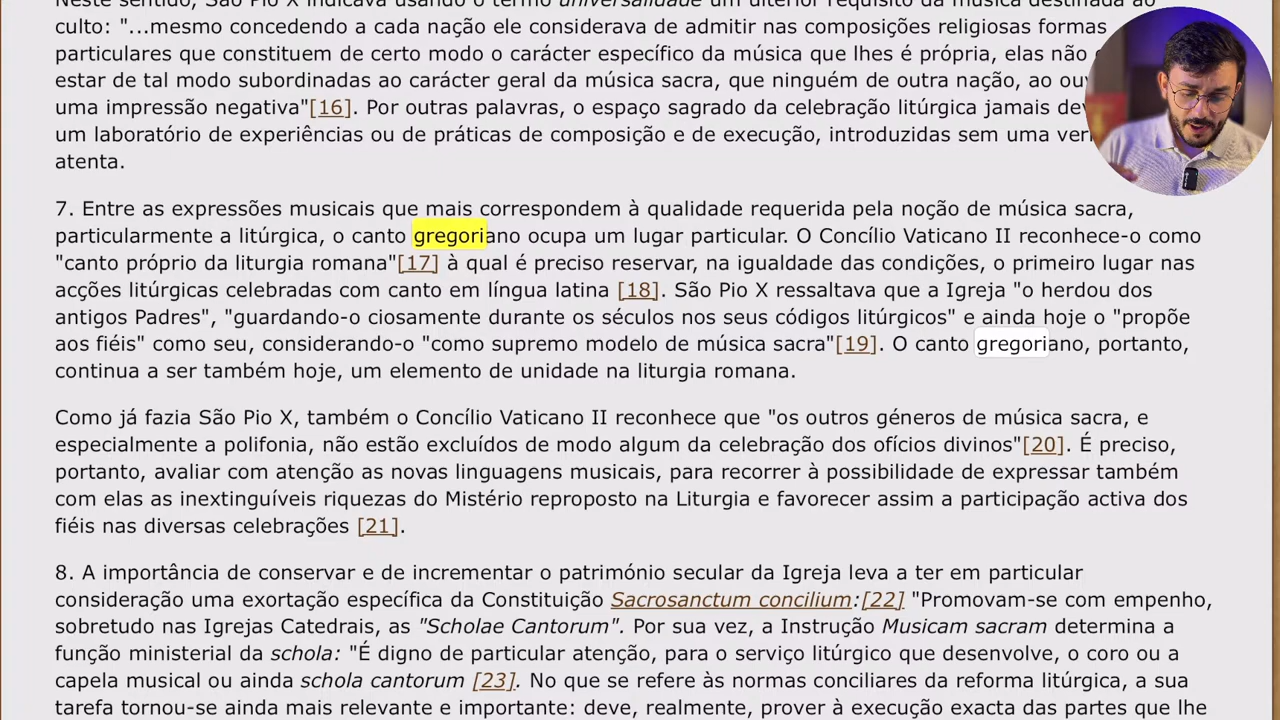 Neste sentido, São Pio X indicava usando o termo universalidade um ulterior requisito da música destinada ao
culto: "...mesmo concedendo a cada nação ele considerava de admitir nas composições religiosas formas
particulares que constituem de certo modo o carácter específico da música que lhes é própria, elas não
estar de tal modo subordinadas ao carácter geral da música sacra, que ninguém de outra nação, ao
uma impressão negativa"[16]. Por outras palavras, o espaço sagrado da celebração litúrgica jamais
um laboratório de experiências ou de práticas de composição e de execução, introduzidas sem uma
atenta.
7. Entre as expressões musicais que mais correspondem à qualidade requerida pela noção de música sacra,
particularmente a litúrgica, o canto gregoriano ocupa um lugar particular. O Concílio Vaticano II reconhece-o como
"canto próprio da liturgia romana"[17] à qual é preciso reservar, na igualdade das condições, o primeiro lugar nas
acções litúrgicas celebradas com canto em língua latina [18]. São Pio X ressaltava que a Igreja "o herdou dos
antigos Padres", "guardando-o ciosamente durante os séculos nos seus códigos litúrgicos" e ainda hoje o "propõe
aos fiéis" como seu, considerando-o "como supremo modelo de música sacra"[19]. O canto gregoriano, portanto,
continua a ser também hoje, um elemento de unidade na liturgia romana.
Como já fazia São Pio X, também o Concílio Vaticano II reconhece que "os outros géneros de música sacra, e
especialmente a polifonia, não estão excluídos de modo algum da celebração dos ofícios divinos"[20]. É preciso,
portanto, avaliar com atenção as novas linguagens musicais, para recorrer à possibilidade de expressar também
com elas as inextinguíveis riquezas do Mistério reproposto na Liturgia e favorecer assim a participação activa dos
fiéis nas diversas celebrações [21].
8. A importância de conservar e de incrementar o património secular da Igreja leva a ter em particular
consideração uma exortação específica da Constituição Sacrosanctum concilium:[22] "Promovam-se com empenho,
sobretudo nas Igrejas Catedrais, as "Scholae Cantorum". Por sua vez, a Instrução Musicam sacram determina a
função ministerial da schola: "É digno de particular atenção, para o serviço litúrgico que desenvolve, o coro ou a
capela musical ou ainda schola cantorum [23]. No que se refere às normas conciliares da reforma litúrgica, a sua
tarefa tornou-se ainda mais relevante e importante: deve, realmente, prover à execução exacta das partes que lhe